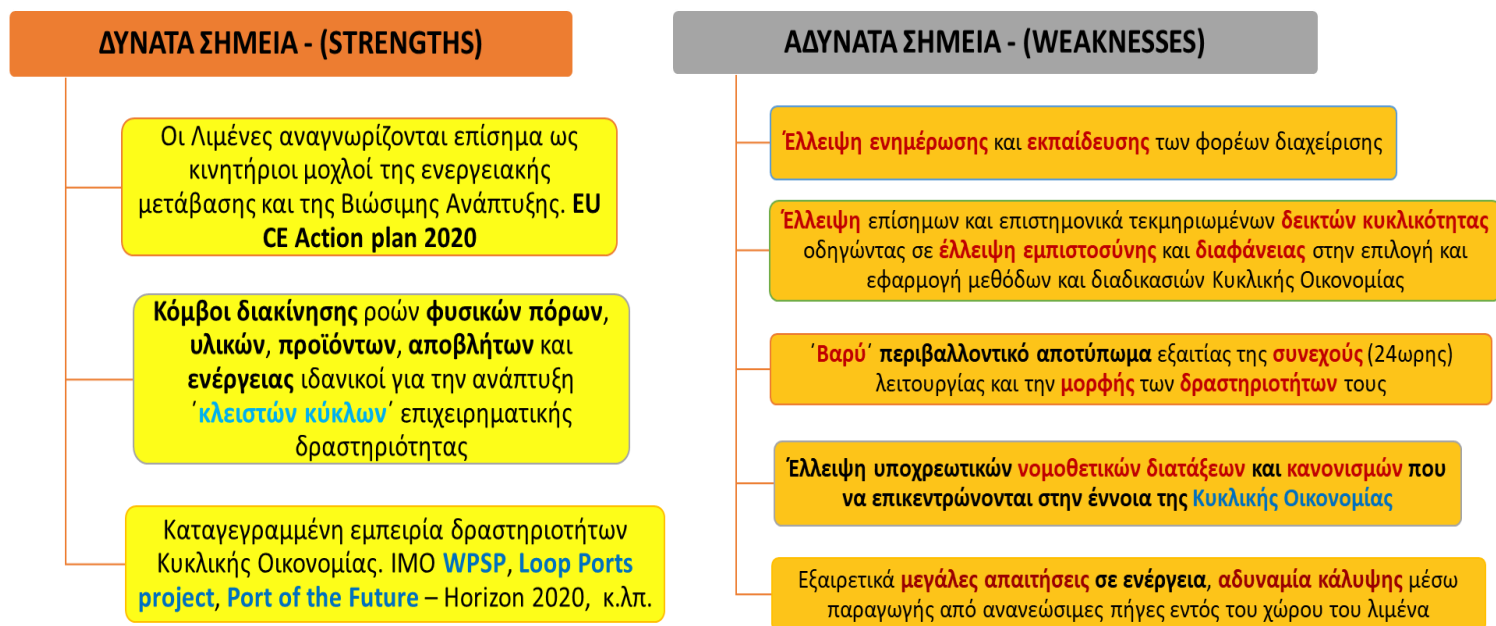 ΔΥΝΑΤΑ ΣΗΜΕΙΑ - (STRENGTHS)
Οι Λιμένες αναγνωρίζονται επίσημα ως
κινητήριοι μοχλοί της ενεργειακής
μετάβασης και της Βιώσιμης Ανάπτυξης. EU
CE Action plan 2020
Κόμβοι διακίνησης ροών φυσικών πόρων,
υλικών, προϊόντων, αποβλήτων και
ενέργειας ιδανικοί για την ανάπτυξη
΄κλειστών κύκλων΄ επιχειρηματικής
δραστηριότητας
Καταγεγραμμένη εμπειρία δραστηριοτήτων
Κυκλικής Οικονομίας. IMO WPSP, Loop Ports
project, Port of the Future – Horizon 2020, κ.λπ.
ΑΔΥΝΑΤΑ ΣΗΜΕΙΑ - (WEAKNESSES)
Έλλειψη ενημέρωσης και εκπαίδευσης των φορέων διαχείρισης
Έλλειψη επίσημων και επιστημονικά τεκμηριωμένων δεικτών κυκλικότητας
οδηγώντας σε έλλειψη εμπιστοσύνης και διαφάνειας στην επιλογή και
εφαρμογή μεθόδων και διαδικασιών Κυκλικής Οικονομίας
΄Βαρύ΄ περιβαλλοντικό αποτύπωμα εξαιτίας της συνεχούς (24ωρης)
λειτουργίας και την μορφής των δραστηριοτήτων τους
Έλλειψη υποχρεωτικών νομοθετικών διατάξεων και κανονισμών που
να επικεντρώνονται στην έννοια της Κυκλικής Οικονομίας
Εξαιρετικά μεγάλες απαιτήσεις σε ενέργεια, αδυναμία κάλυψης μέσω
παραγωγής από ανανεώσιμες πήγες εντός του χώρου του λιμένα